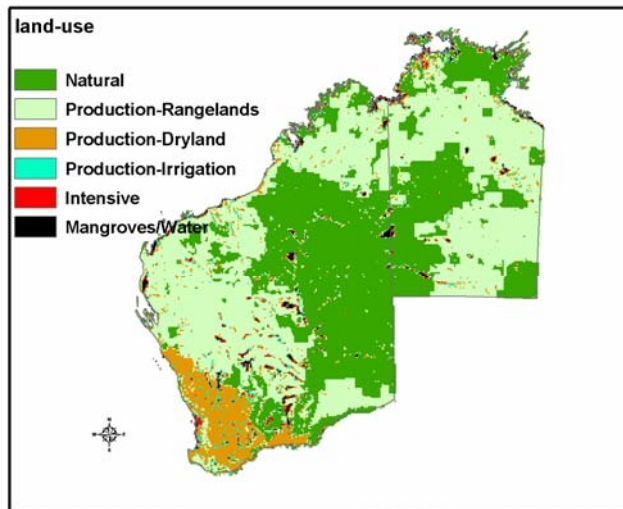 land-use
Natural
Production-Rangelands
Production-Dryland
Production-Irrigation
Intensive
Mangroves/Water